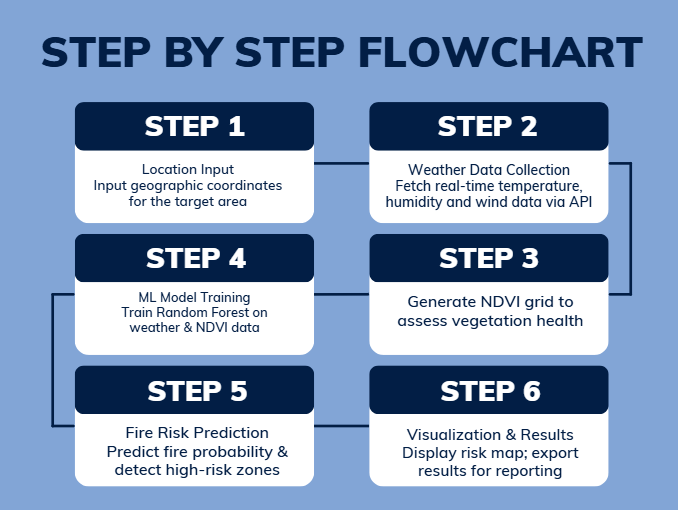 STEP BY STEP FLOWCHART
STEP 1
Location Input
Input geographic coordinates
for the target area
STEP 2
Weather Data Collection
Fetch real-time temperature,
humidity and wind data via API
STEP 3
Generate NDVI grid to
assess vegetation health
STEP 4
ML Model Training
Train Random Forest on
weather & NDVI data
STEP 5
Fire Risk Prediction
Predict fire probability &
detect high-risk zones
STEP 6
Visualization & Results
Display risk map; export
results for reporting